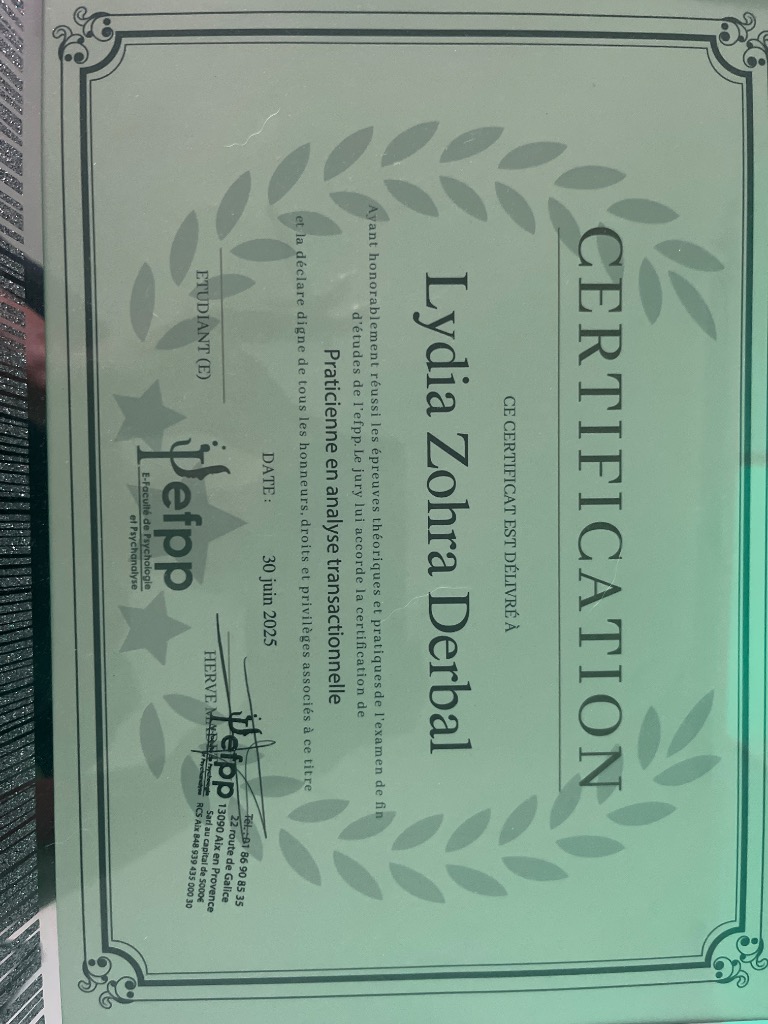 CERTIFICATION
CE CERTIFICAT EST DÉLIVRÉ À
Lydia Zohra Derbal
Ayant honorablement réussi les épreuves théoriques et pratiques de l'examen de fin
d'études de l'efpp. Le jury lui accorde la certification de
Praticienne en analyse transactionnelle
et la déclare digne de tous les honneurs, droits et privilèges associés à ce titre
DATE : 30 juin 2025
ETUDIANT (E)
efpp
E-Faculté de Psychologie
et Psychanalyse
HERVE
efpp
Tél. : 01 86 90 85 35
22 route de Galice
13090 Aix en Provence
Sarl au capital de 5000€
RCS Aix 848 939 435 000 30